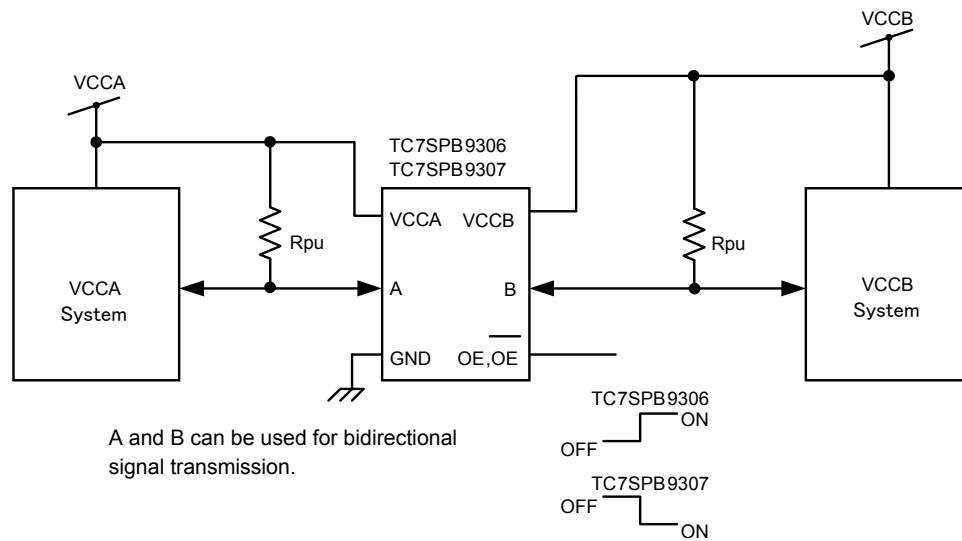 VCCB
VCCA
TC7SPB9306
TC7SPB9307
VCCA VCCB
Rpu
Rpu
VCCA
System
A B
VCCB
System
GND OE,OE
A and B can be used for bidirectional
signal transmission.
TC7SPB9306
ON
OFF
TC7SPB9307
OFF
ON